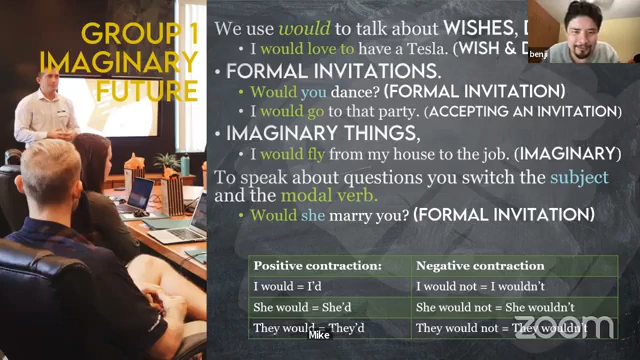 GROUP 1
IMAGINARY
FUTURE
We use would to talk about WISHES,
• I would love to have a Tesla. (WISH &
• FORMAL INVITATIONS.
• Would you dance? (FORMAL INVITATION)
• I would go to that party. (ACCEPTING AN INVITATION)
• IMAGINARY THINGS,
• I would fly from my house to the job. (IMAGINARY)
To speak about questions you switch the subject
and the modal verb.
• Would she marry you? (FORMAL INVITATION)
Positive contraction: Negative contraction
I would = I'd I would not = I wouldn't
She would = She'd She would not = She wouldn't
They would = They'd They would not = They wouldn't
Mike
zoom